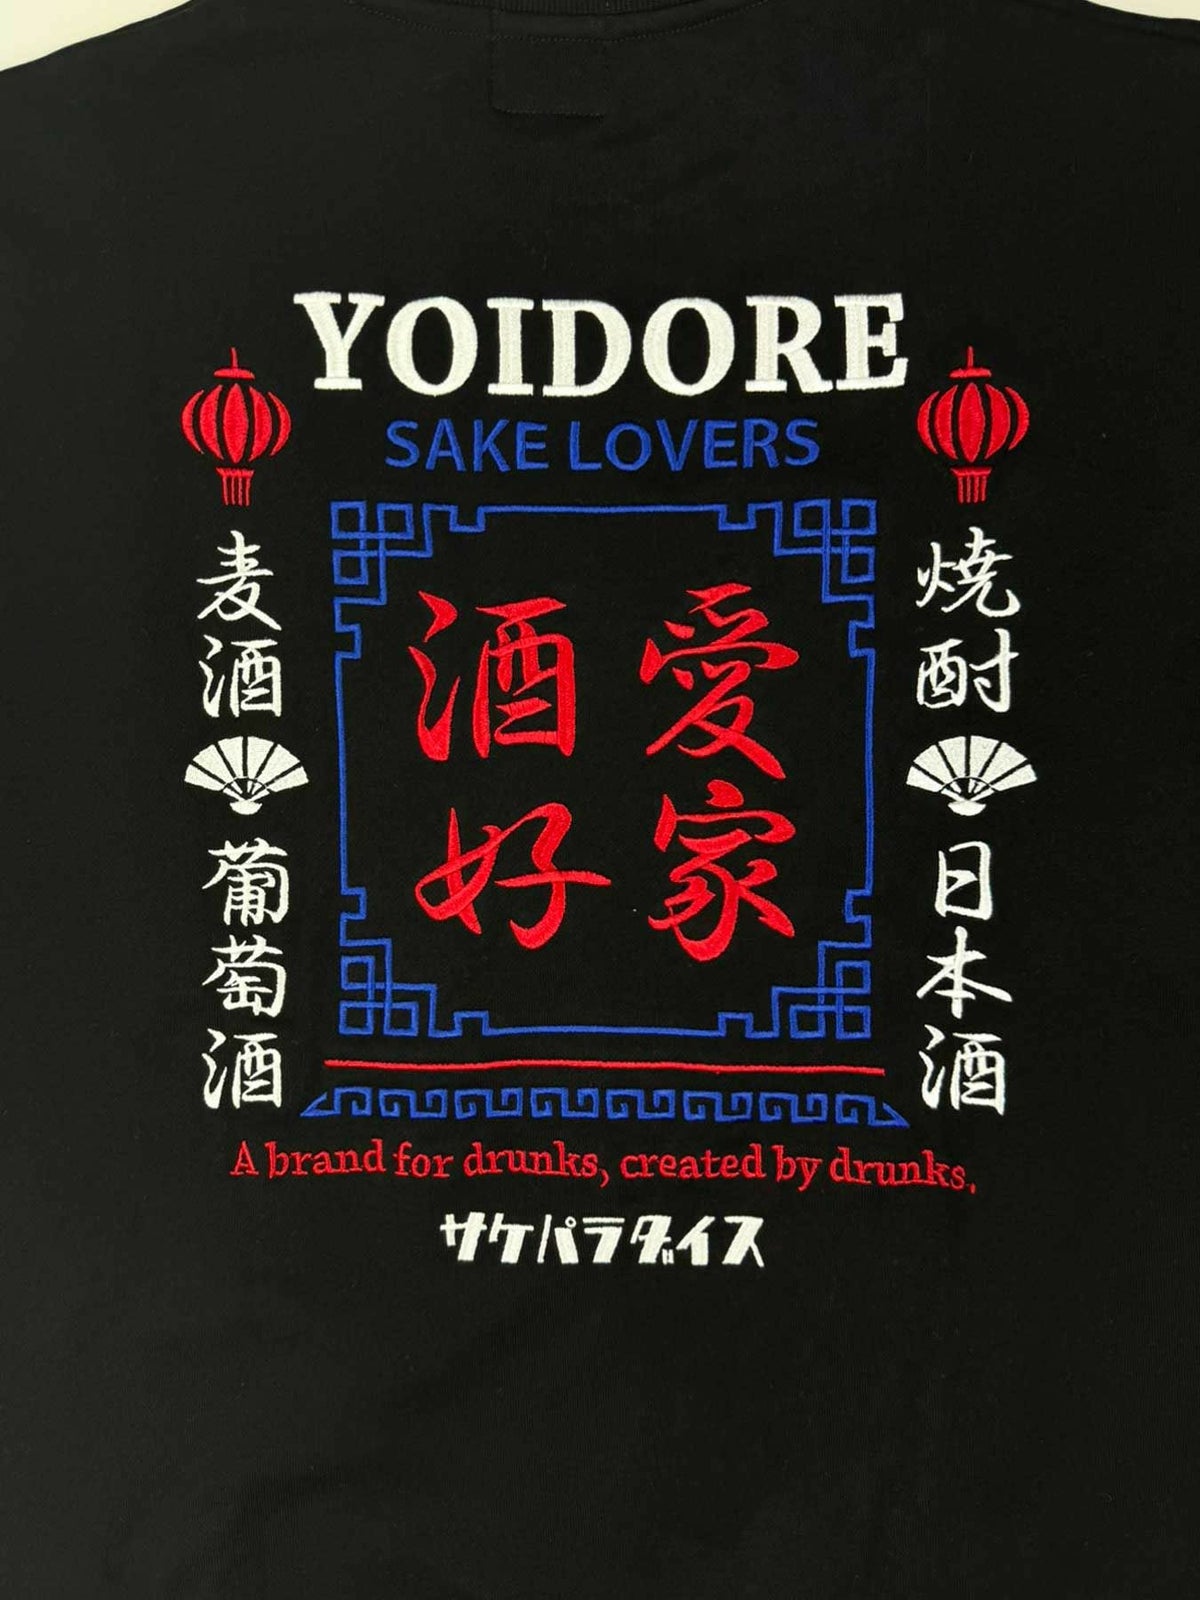 YOIDORE
SAKE LOVERS
焼酎
日本酒
愛家
酒好
麦酒
葡萄酒
A brand for drunks, created by drunks.
サケパラダイス